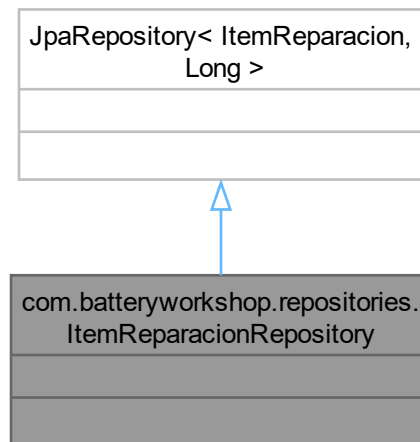 JpaRepository< ItemReparacion,
Long >
com.batteryworkshop.repositories.
ItemReparacionRepository